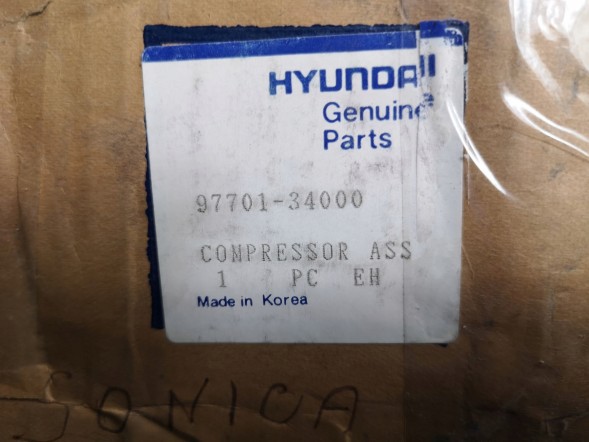 HYUNDAI
Genuine
Parts
97701-34000
COMPRESSOR ASS
1 PC EH
Made in Korea
SONICA